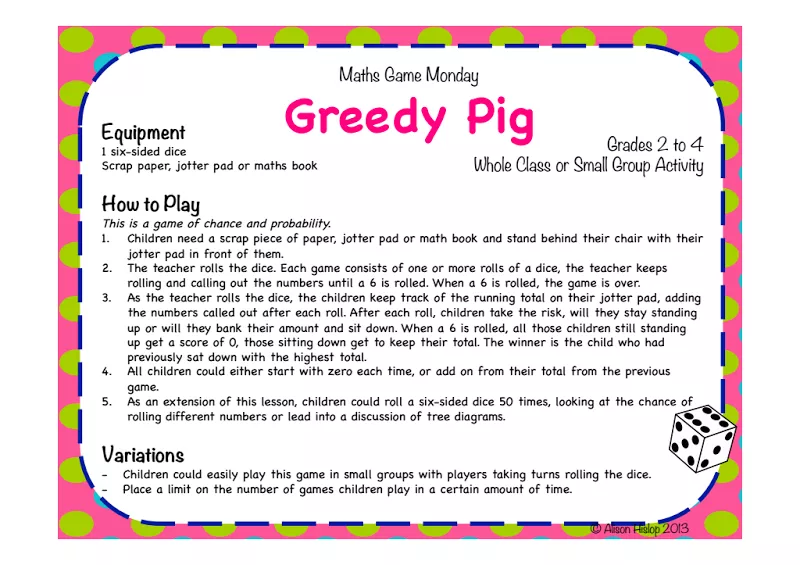 Maths Game Monday
Greedy Pig
Equipment
1 six-sided dice
Scrap paper, jotter pad or maths book
Grades 2 to 4
Whole Class or Small Group Activity
How to Play
This is a game of chance and probability.
1. Children need a scrap piece of paper, jotter pad or math book and stand behind their chair with their
jotter pad in front of them.
2. The teacher rolls the dice. Each game consists of one or more rolls of a dice, the teacher keeps
rolling and calling out the numbers until a 6 is rolled. When a 6 is rolled, the game is over.
3. As the teacher rolls the dice, the children keep track of the running total on their jotter pad, adding
the numbers called out after each roll. After each roll, children take the risk, will they stay standing
up or will they bank their amount and sit down. When a 6 is rolled, all those children still standing
up get a score of 0, those sitting down get to keep their total. The winner is the child who had
previously sat down with the highest total.
4. All children could either start with zero each time, or add on from their total from the previous
game.
5. As an extension of this lesson, children could roll a six-sided dice 50 times, looking at the chance of
rolling different numbers or lead into a discussion of tree diagrams.
Variations
- Children could easily play this game in small groups with players taking turns rolling the dice.
- Place a limit on the number of games children play in a certain amount of time.
© Alison Hislop 2013